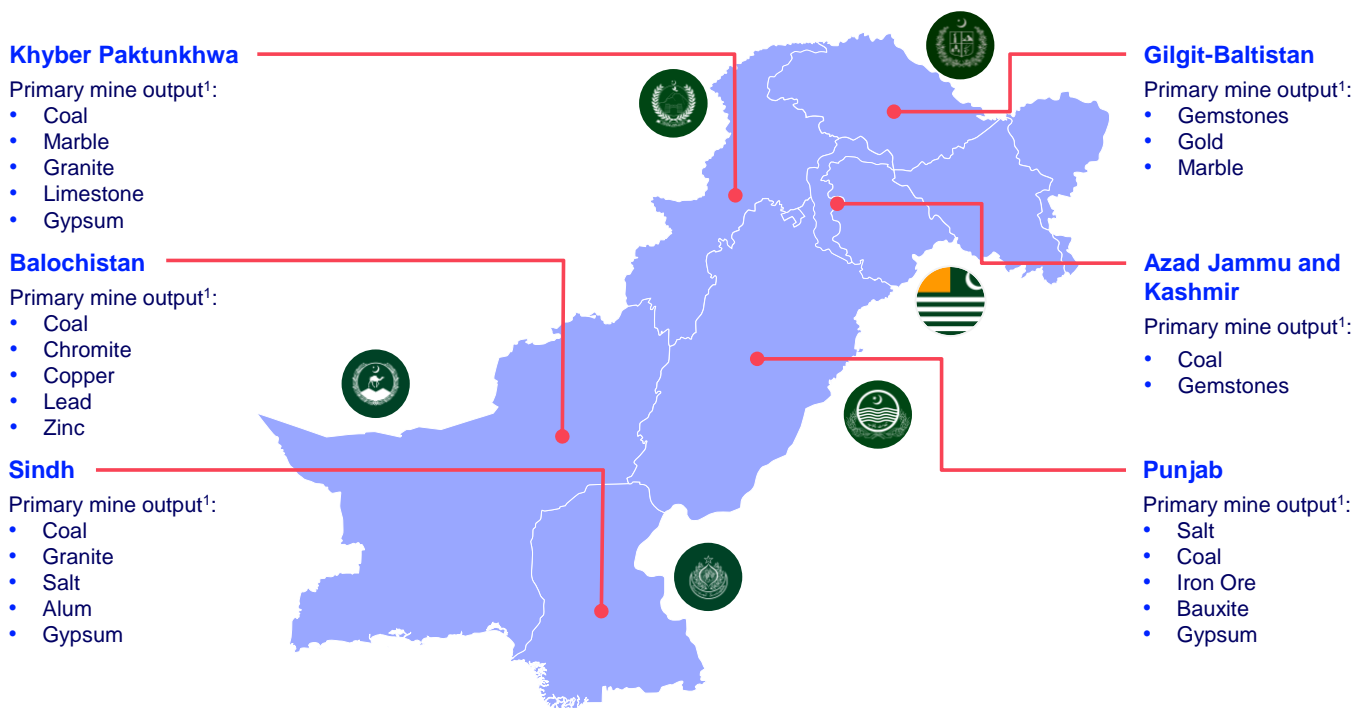 Khyber Paktunkhwa
Primary mine output¹:
• Coal
• Marble
• Granite
• Limestone
• Gypsum
Balochistan
Primary mine output¹:
• Coal
• Chromite
• Copper
• Lead
• Zinc
Sindh
Primary mine output¹:
• Coal
• Granite
• Salt
• Alum
• Gypsum
Gilgit-Baltistan
Primary mine output¹:
• Gemstones
• Gold
• Marble
Azad Jammu and
Kashmir
Primary mine output¹:
• Coal
• Gemstones
Punjab
Primary mine output¹:
• Salt
• Coal
• Iron Ore
• Bauxite
• Gypsum